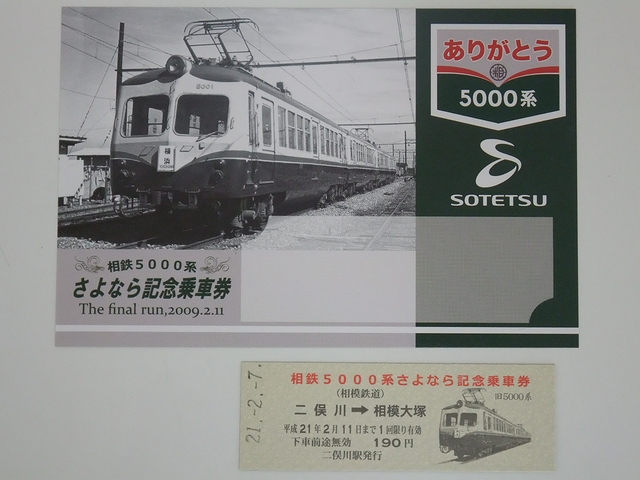 ありがとう
5000系
SOTETSU
5001
横浜
相鉄5000系
さよなら記念乗車券
The final run,2009.2.11
21.-2.-7.
相鉄5000系さよなら記念乗車券
(相模鉄道)
旧5000系
二俣川→相模大塚
平成21年2月11日まで1回限り有効
下車前途無効 190円
二俣川駅発行